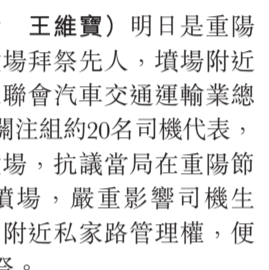 王維寶）明日是重陽
場拜祭先人，墳場附近
聯會汽車交通運輸業總
關注組約20名司機代表，
場，抗議當局在重陽節
墳場，嚴重影響司機生
附近私家路管理權，便
祭。